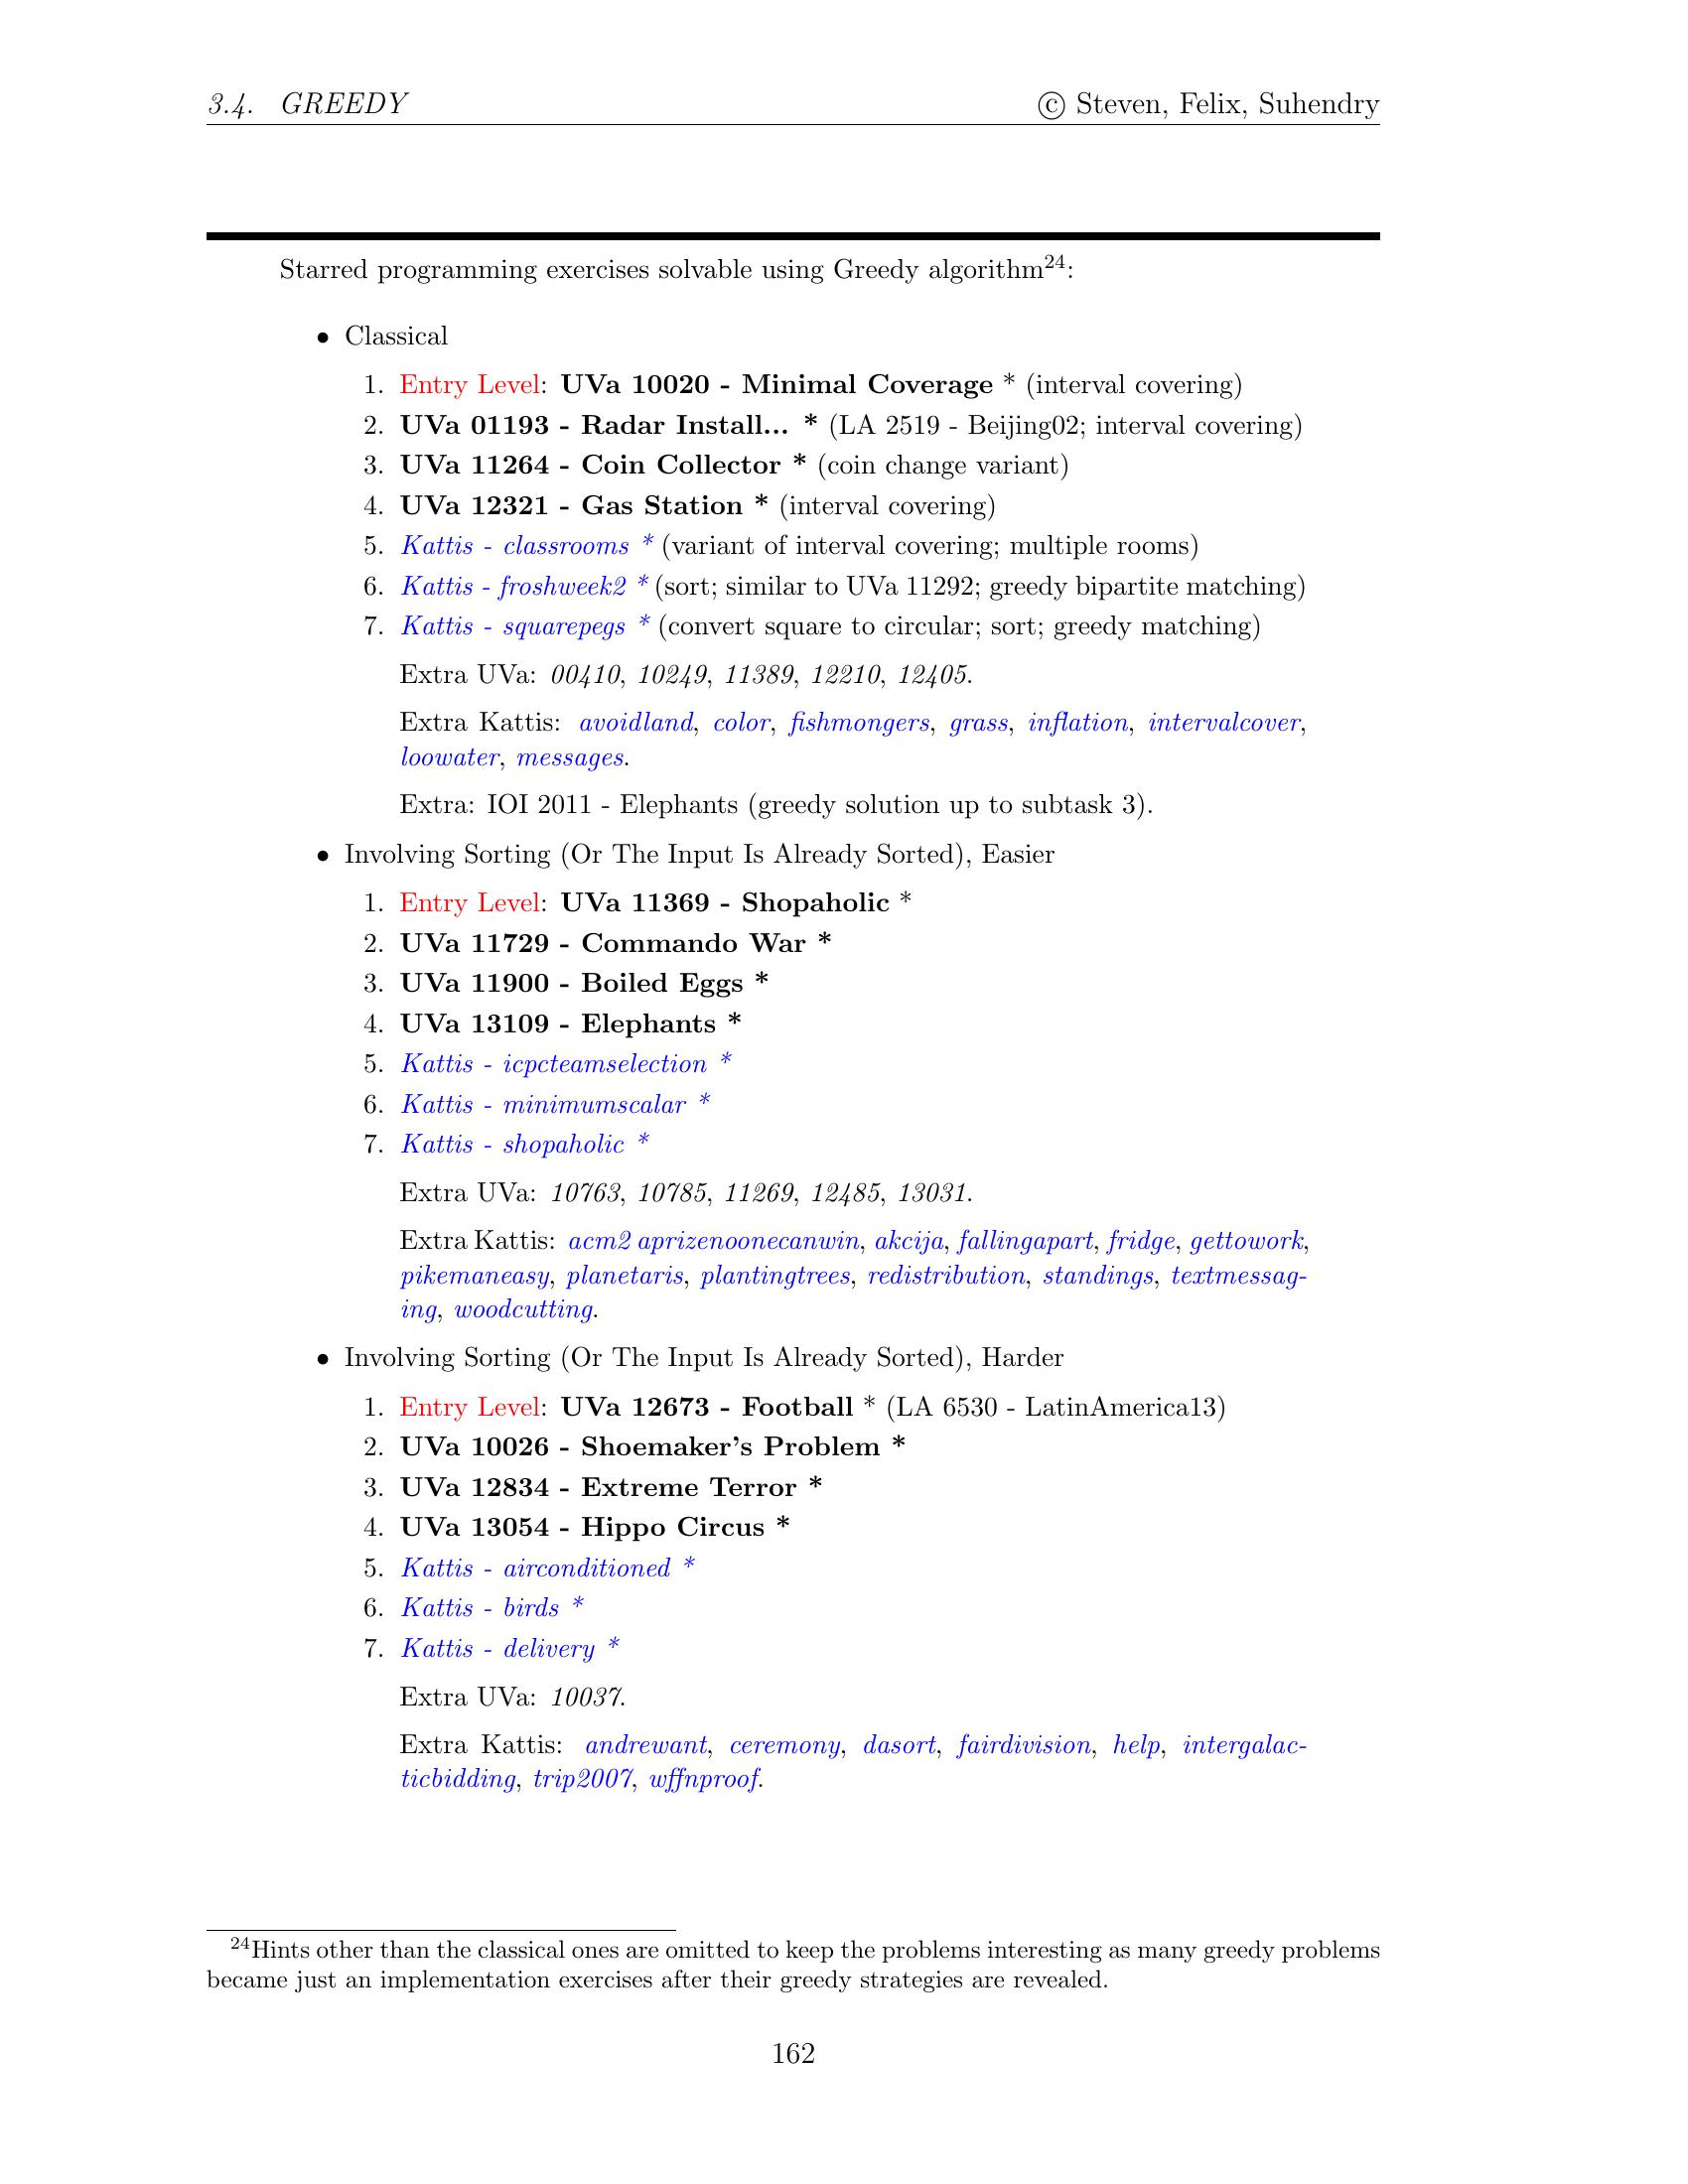 3.4. GREEDY © Steven, Felix, Suhendry
Starred programming exercises solvable using Greedy algorithm24:
• Classical
1. Entry Level: UVa 10020 - Minimal Coverage * (interval covering)
2. UVa 01193 - Radar Install... * (LA 2519 - Beijing02; interval covering)
3. UVa 11264 - Coin Collector * (coin change variant)
4. UVa 12321 - Gas Station * (interval covering)
5. Kattis - classrooms * (variant of interval covering; multiple rooms)
6. Kattis - froshweek2 * (sort; similar to UVa 11292; greedy bipartite matching)
7. Kattis - squarepegs * (convert square to circular; sort; greedy matching)
Extra UVa: 00410, 10249, 11389, 12210, 12405.
Extra Kattis: avoidland, color, fishmongers, grass, inflation, intervalcover,
loowater, messages.
Extra: IOI 2011 - Elephants (greedy solution up to subtask 3).
• Involving Sorting (Or The Input Is Already Sorted), Easier
1. Entry Level: UVa 11369 - Shopaholic *
2. UVa 11729 - Commando War *
3. UVa 11900 - Boiled Eggs *
4. UVa 13109 - Elephants *
5. Kattis - icpcteamselection *
6. Kattis - minimumscalar *
7. Kattis - shopaholic *
Extra UVa: 10763, 10785, 11269, 12485, 13031.
Extra Kattis: acm2 aprizenoonecanwin, akcija, fallingapart, fridge, gettowork,
pikemaneasy, planetaris, plantingtrees, redistribution, standings, textmessag-
ing, woodcutting.
• Involving Sorting (Or The Input Is Already Sorted), Harder
1. Entry Level: UVa 12673 - Football * (LA 6530 - LatinAmerica13)
2. UVa 10026 - Shoemaker's Problem *
3. UVa 12834 - Extreme Terror *
4. UVa 13054 - Hippo Circus *
5. Kattis - airconditioned *
6. Kattis - birds *
7. Kattis - delivery *
Extra UVa: 10037.
Extra Kattis: andrewant, ceremony, dasort, fairdivision, help, intergalac-
ticbidding, trip2007, wffnproof.
24Hints other than the classical ones are omitted to keep the problems interesting as many greedy problems
became just an implementation exercises after their greedy strategies are revealed.
162